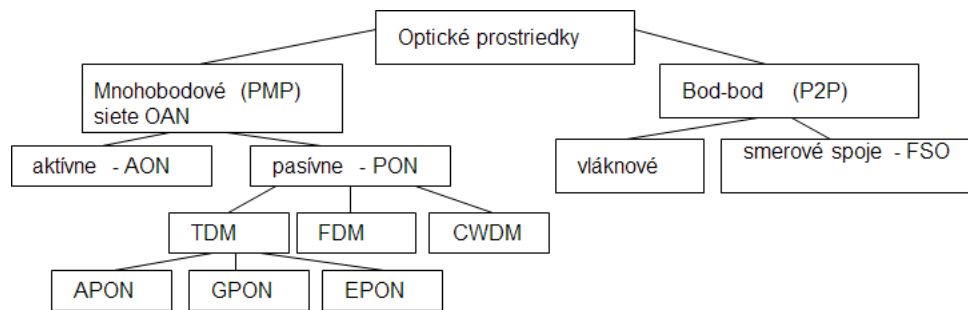 Optické prostriedky
Mnohobodové (PMP)
siete OAN
Bod-bod (P2P)
aktívne - AON
pasívne - PON
vláknové
smerové spoje - FSO
TDM
FDM
CWDM
APON
GPON
EPON